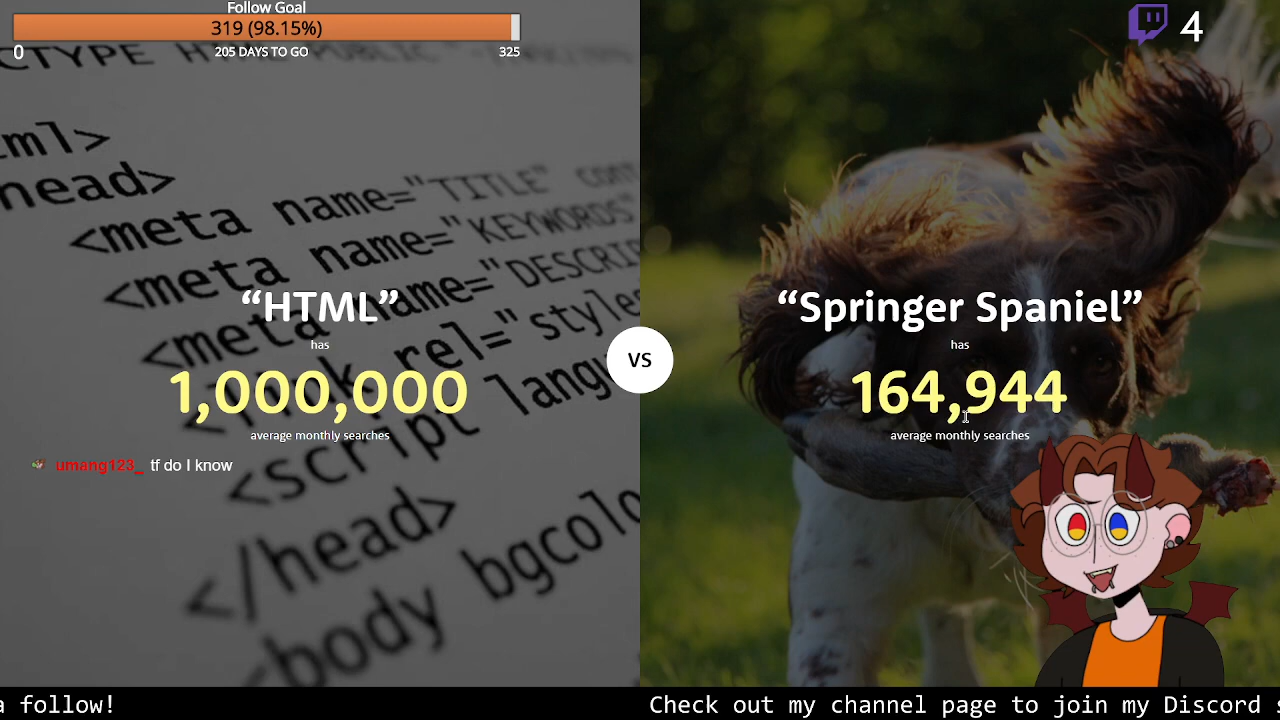 Follow Goal
319 (98.15%)
0
205 DAYS TO GO
325
4
CTYPE HTML PUBLIC
ml>
head>
<meta name="TITLE" CONT
<meta name="KEYWORDS"
<meta name="DESCRI
rel="style
<script langu
</head>
<body bgcolo
“HTML”
has
1,000,000
average monthly searches
VS
“Springer Spaniel”
has
164,944
average monthly searches
umang123_ tf do I know
a follow!
Check out my channel page to join my Discord s